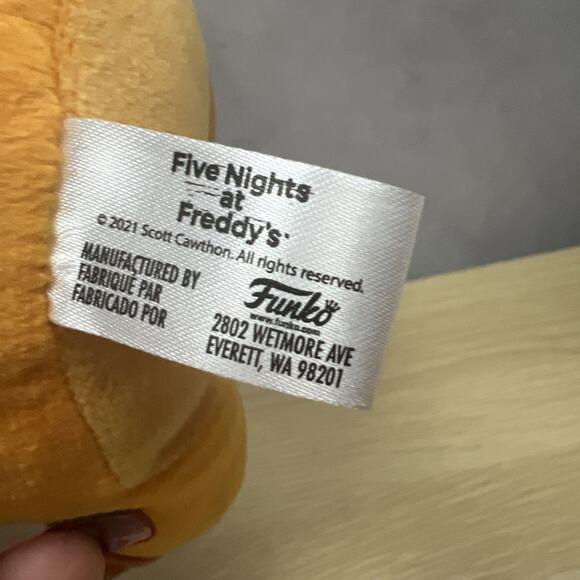 Five Nights
at
Freddy's
© 2021 Scott Cawthon. All rights reserved.
MANUFACTURED BY
FABRIQUÉ PAR
FABRICADO POR
Funko
www.funko.com
2802 WETMORE AVE
EVERETT, WA 98201